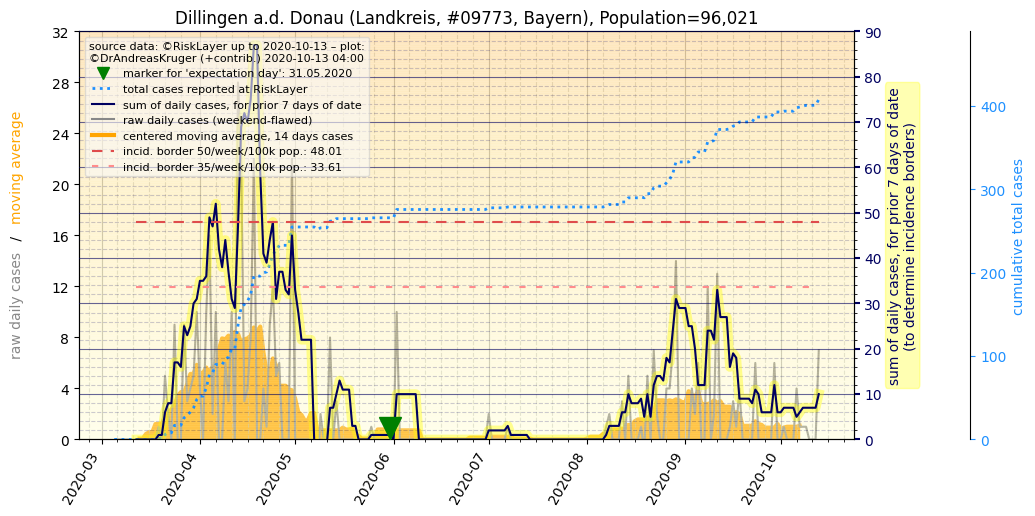 Dillingen a.d. Donau (Landkreis, #09773, Bayern), Population=96,021
source data: ©RiskLayer up to 2020-10-13 – plot:
©DrAndreasKruger (+contrib.) 2020-10-13 04:00
marker for 'expectation day': 31.05.2020
total cases reported at RiskLayer
sum of daily cases, for prior 7 days of date
raw daily cases (weekend-flawed)
centered moving average, 14 days cases
incid. border 50/week/100k pop.: 48.01
incid. border 35/week/100k pop.: 33.61
raw daily cases / moving average
32
28
24
20
16
12
8
4
0
2020-03
2020-04
2020-05
2020-06
2020-07
2020-08
2020-09
2020-10
90
80
70
60
50
40
30
20
10
0
sum of daily cases, for prior 7 days of date
(to determine, incidence borders)
400
300
200
100
0
cumulative total cases